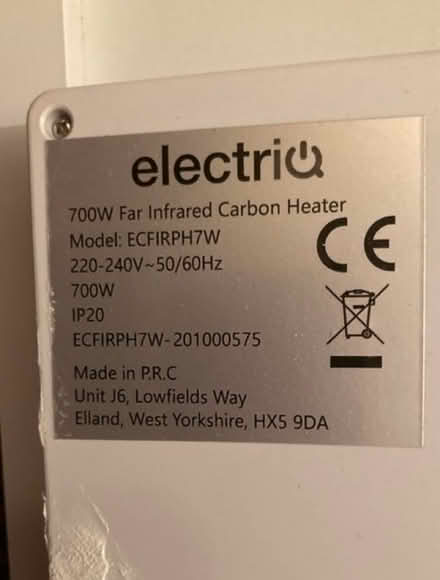 electriQ
700W Far Infrared Carbon Heater
Model: ECFIRPH7W
220-240V~50/60Hz
700W
IP20
ECFIRPH7W-201000575
CE
Made in P.R.C
Unit J6, Lowfields Way
Elland, West Yorkshire, HX5 9DA